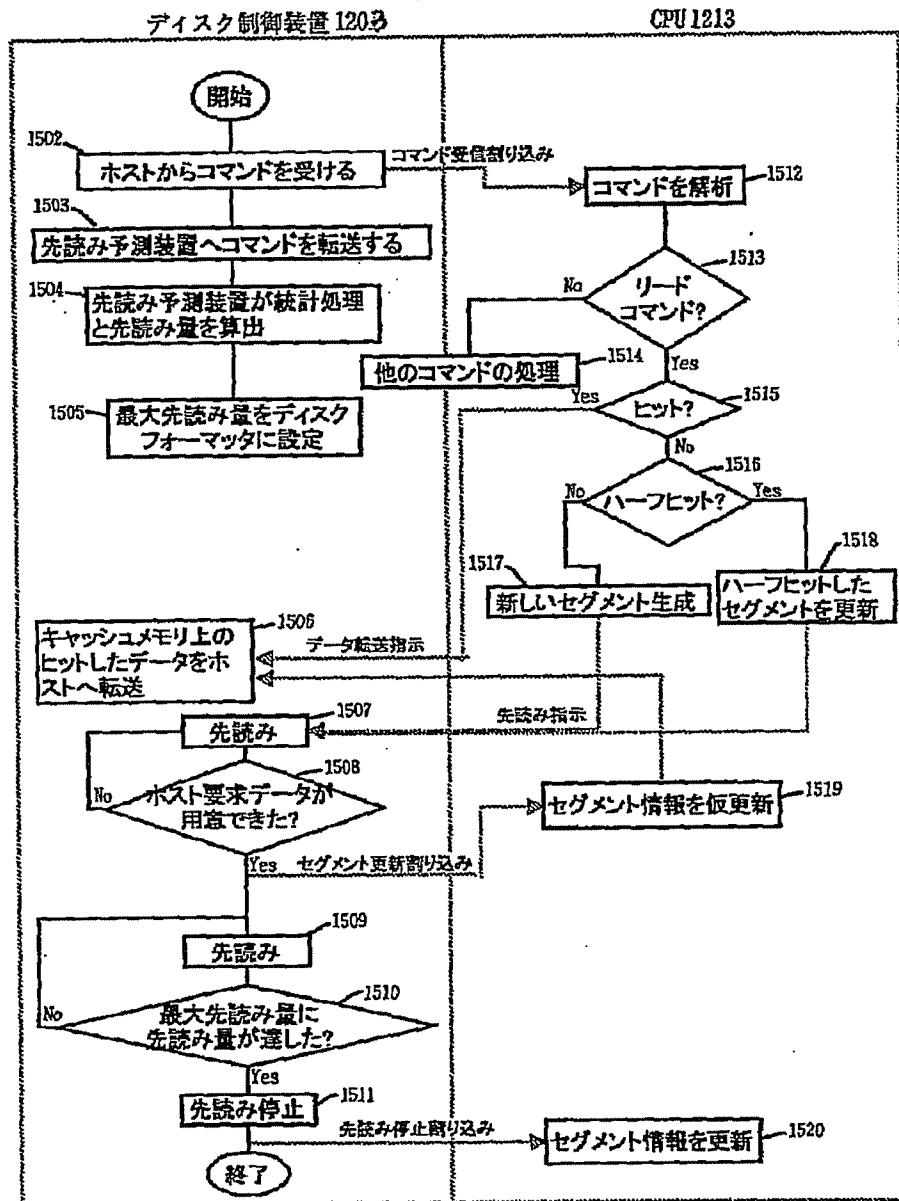 ディスク制御装置 1203
CPU 1213
開始
1502
ホストからコマンドを受ける
コマンド受信割り込み
コマンドを解析
1512
1503
先読み予測装置へコマンドを転送する
1504
先読み予測装置が統計処理
と先読み量を算出
1505
最大先読み量をディスク
フォーマッタに設定
1513
リード
コマンド?
No
Yes
1514
他のコマンドの処理
1515
ヒット?
Yes
No
1516
ハーフヒット?
No
Yes
1517
新しいセグメント生成
1518
ハーフヒットした
セグメントを更新
1506
キャッシュメモリ上の
ヒットしたデータをホ
ストへ転送
データ転送指示
1507
先読み
先読み指示
1508
ホスト要求データが
用意できた?
No
Yes
セグメント更新割り込み
セグメント情報を仮更新
1519
1509
先読み
1510
最大先読み量に
先読み量が達した?
No
Yes
1511
先読み停止
先読み停止割り込み
セグメント情報を更新
1520
終了